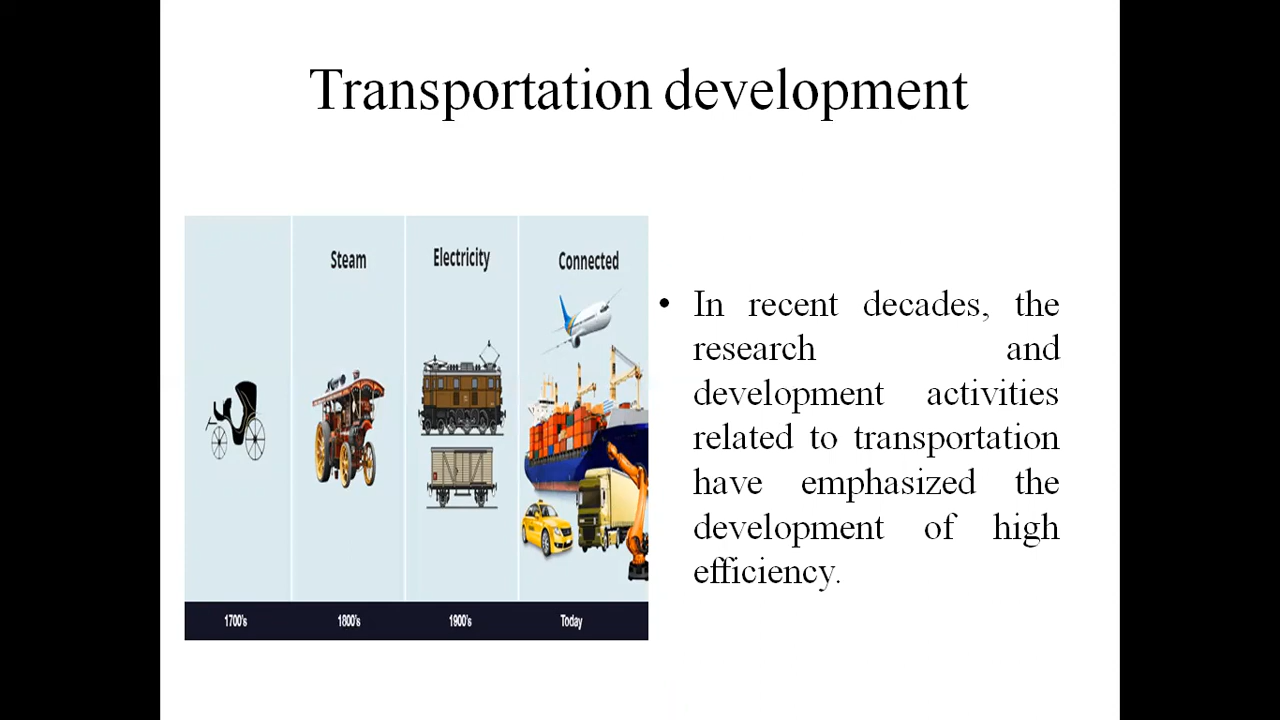 Transportation development
Steam
Electricity
Connected
1700's
1800's
1900's
Today
• In recent decades, the
research and
development activities
related to transportation
have emphasized the
development of high
efficiency.